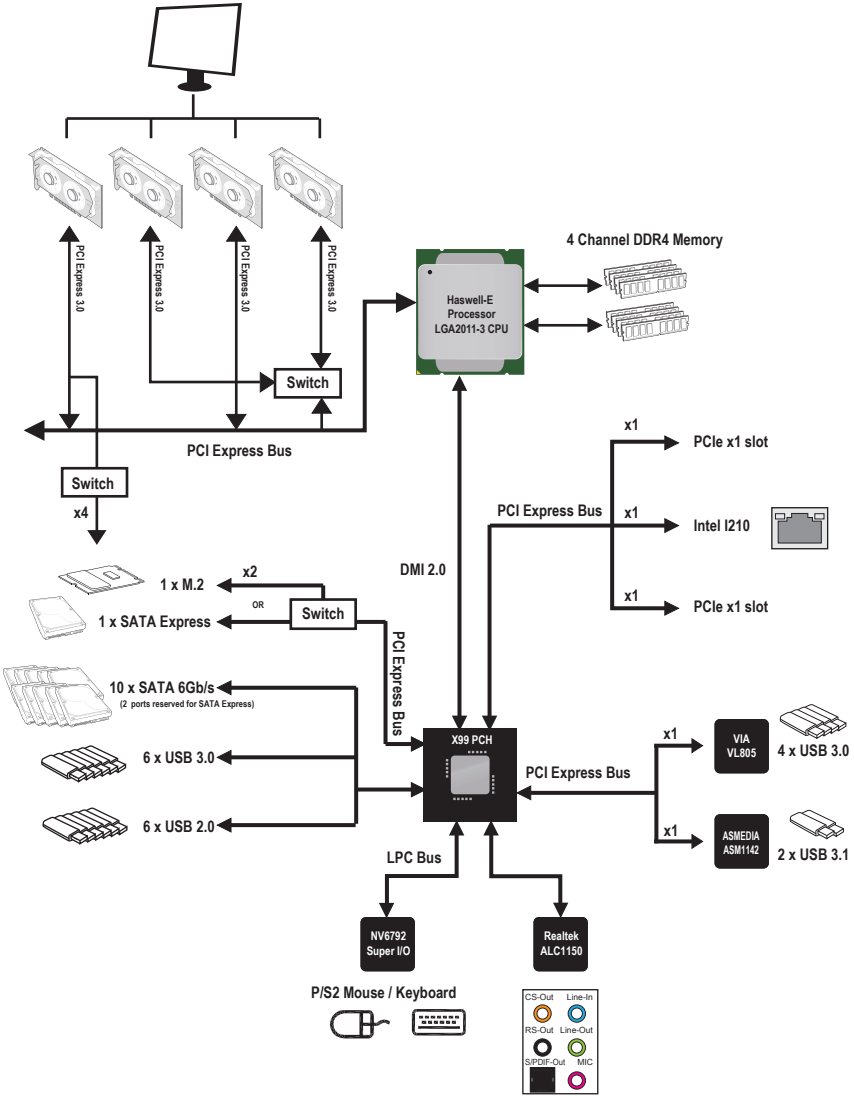 PCI Express 3.0
PCI Express 3.0
PCI Express 3.0
PCI Express 3.0
4 Channel DDR4 Memory
Haswell-E
Processor
LGA2011-3 CPU
Switch
PCI Express Bus
Switch
x4
x1
PCIe x1 slot
PCI Express Bus
x1
Intel I210
x1
PCIe x1 slot
DMI 2.0
1 x M.2
x2
OR
Switch
1 x SATA Express
PCI Express Bus
10 x SATA 6Gb/s
(2 ports reserved for SATA Express)
6 x USB 3.0
6 x USB 2.0
X99 PCH
PCI Express Bus
x1
VIA
VL805
4 x USB 3.0
x1
ASMEDIA
ASM1142
2 x USB 3.1
LPC Bus
NV6792
Super I/O
Realtek
ALC1150
P/S2 Mouse / Keyboard
CS-Out
Line-In
RS-Out
Line-Out
S/PDIF-Out
MIC